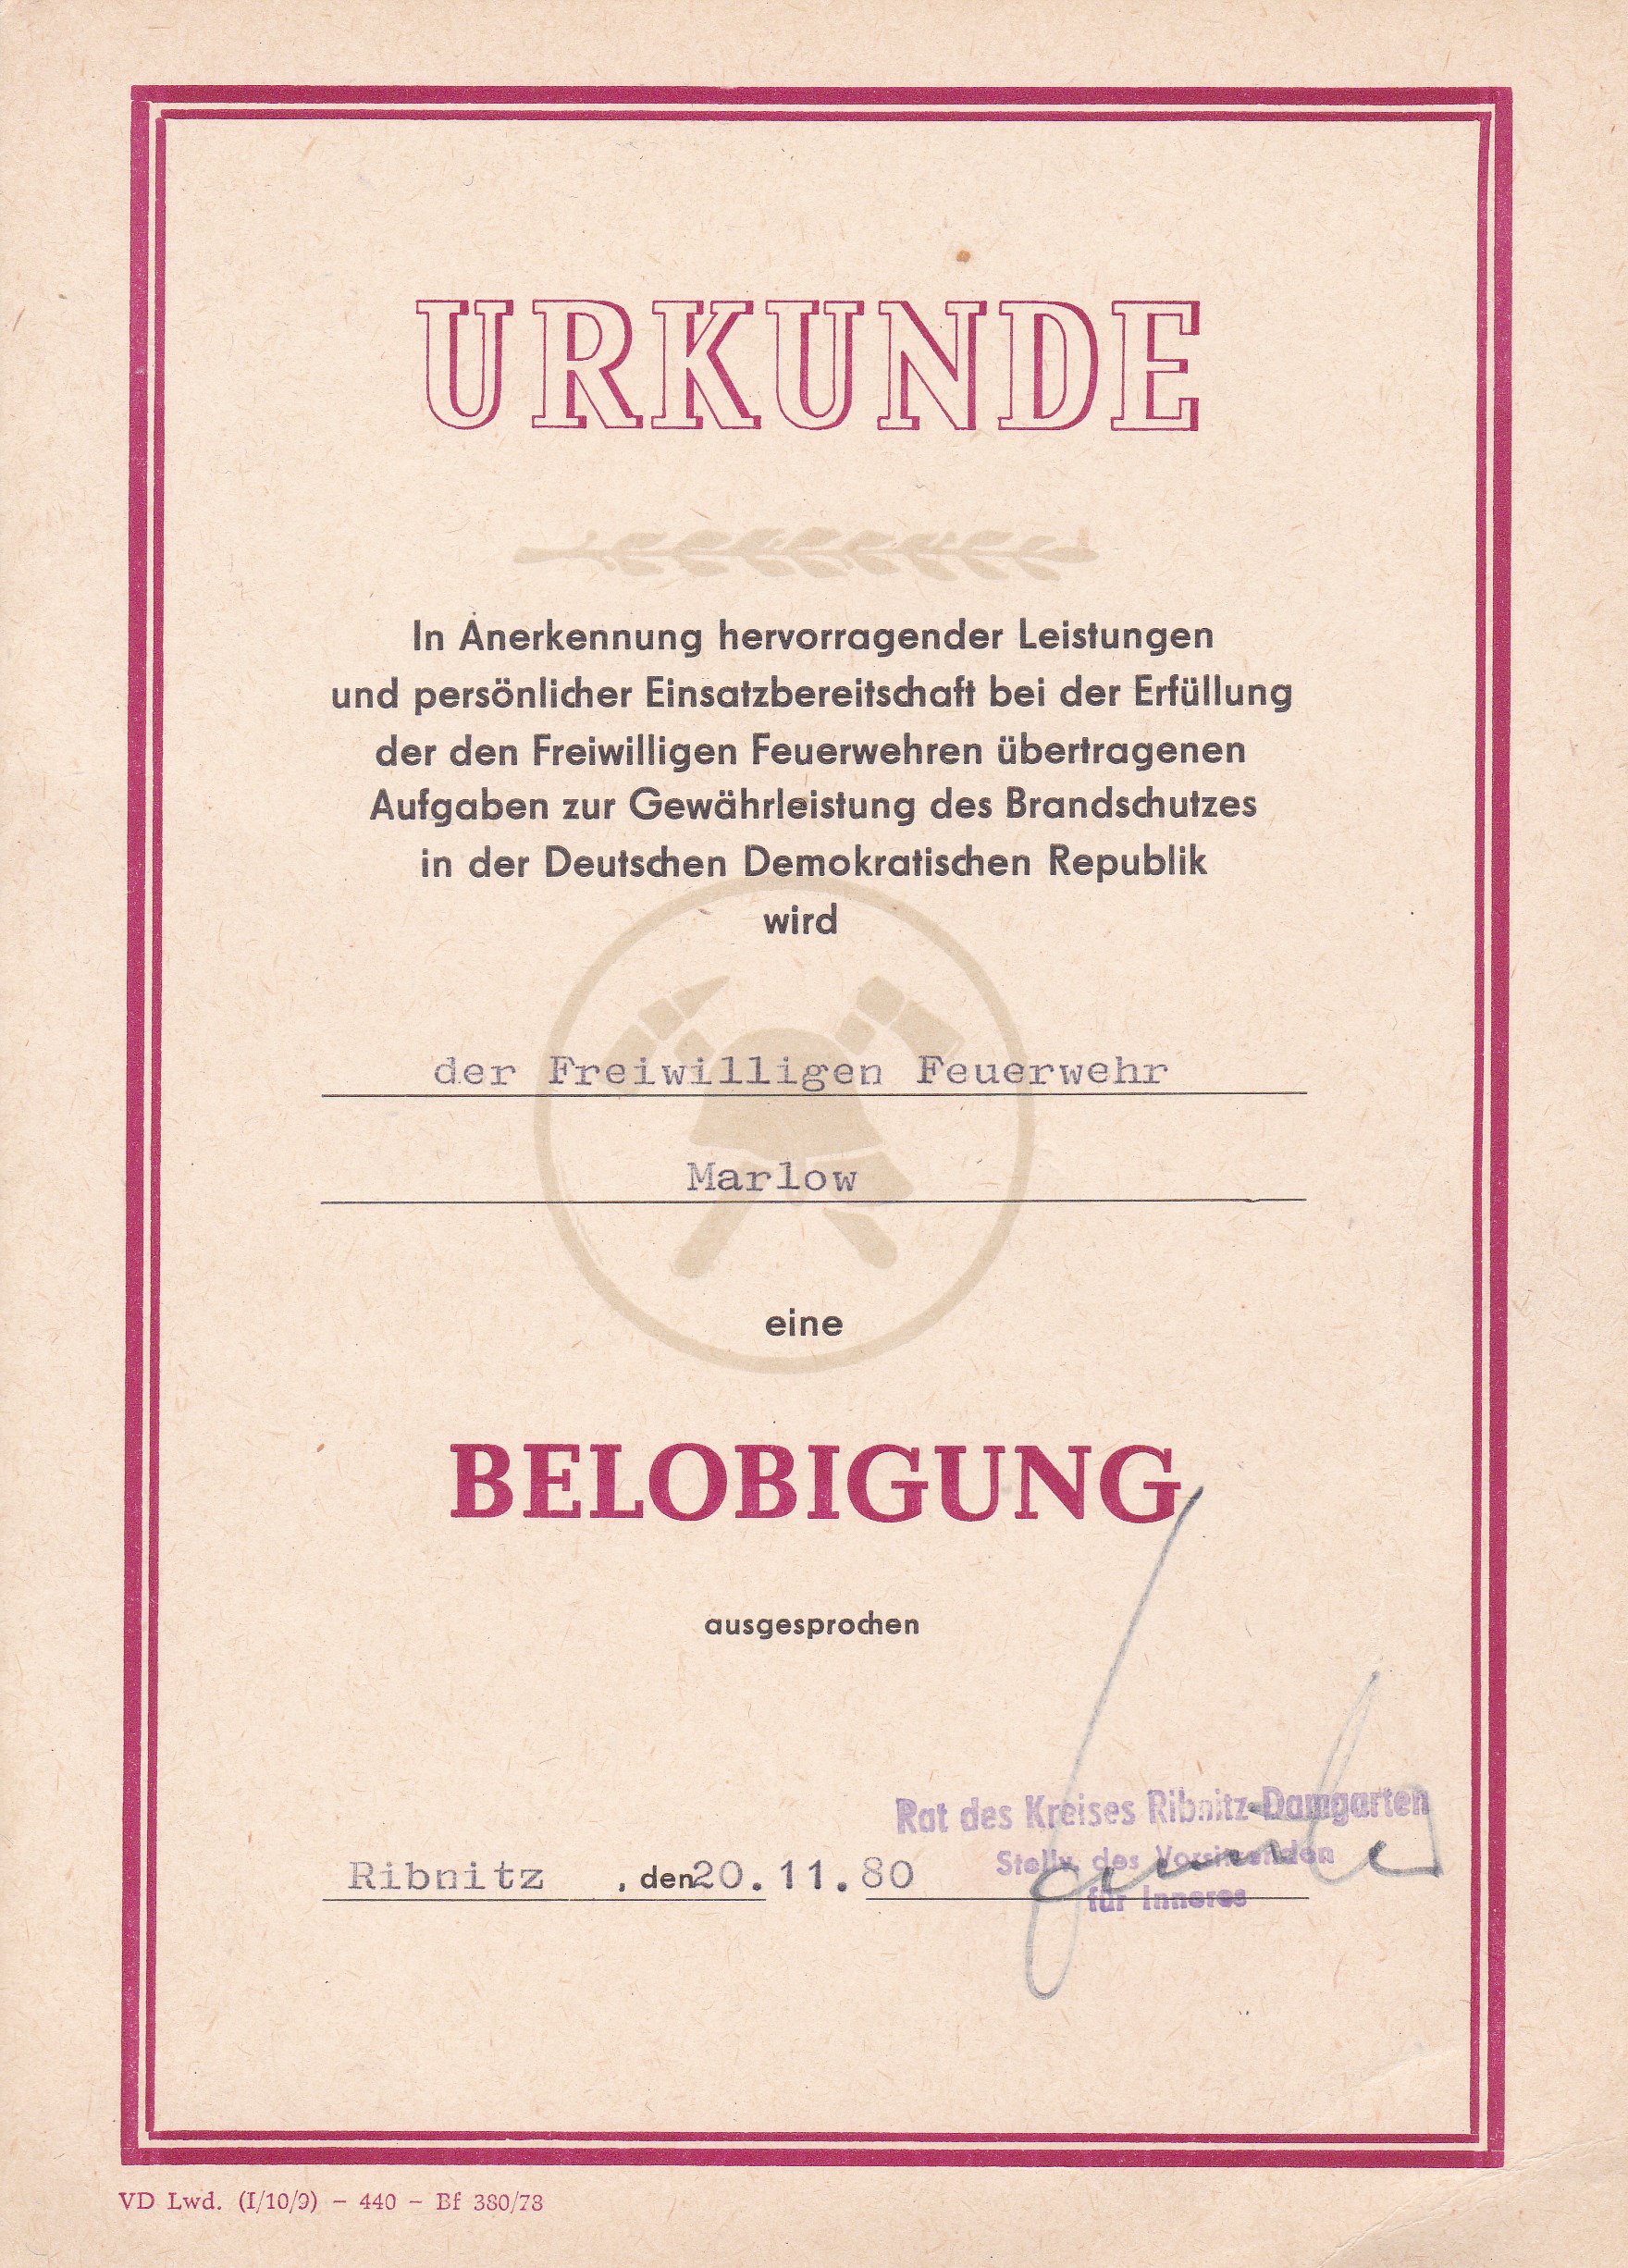 URKUNDE
In Anerkennung hervorragender Leistungen
und persönlicher Einsatzbereitschaft bei der Erfüllung
der den Freiwilligen Feuerwehren übertragenen
Aufgaben zur Gewährleistung des Brandschutzes
in der Deutschen Demokratischen Republik
wird
der Freiwilligen Feuerwehr
Marlow
eine
BELOBIGUNG
ausgesprochen
Rat des Kreises Ribnitz-Damgarten
Stellv. des Vorsitzenden
für Inneres
Ribnitz , den 20.11.80
VD Lwd. (I/10/9) – 440 – Bf 380/78